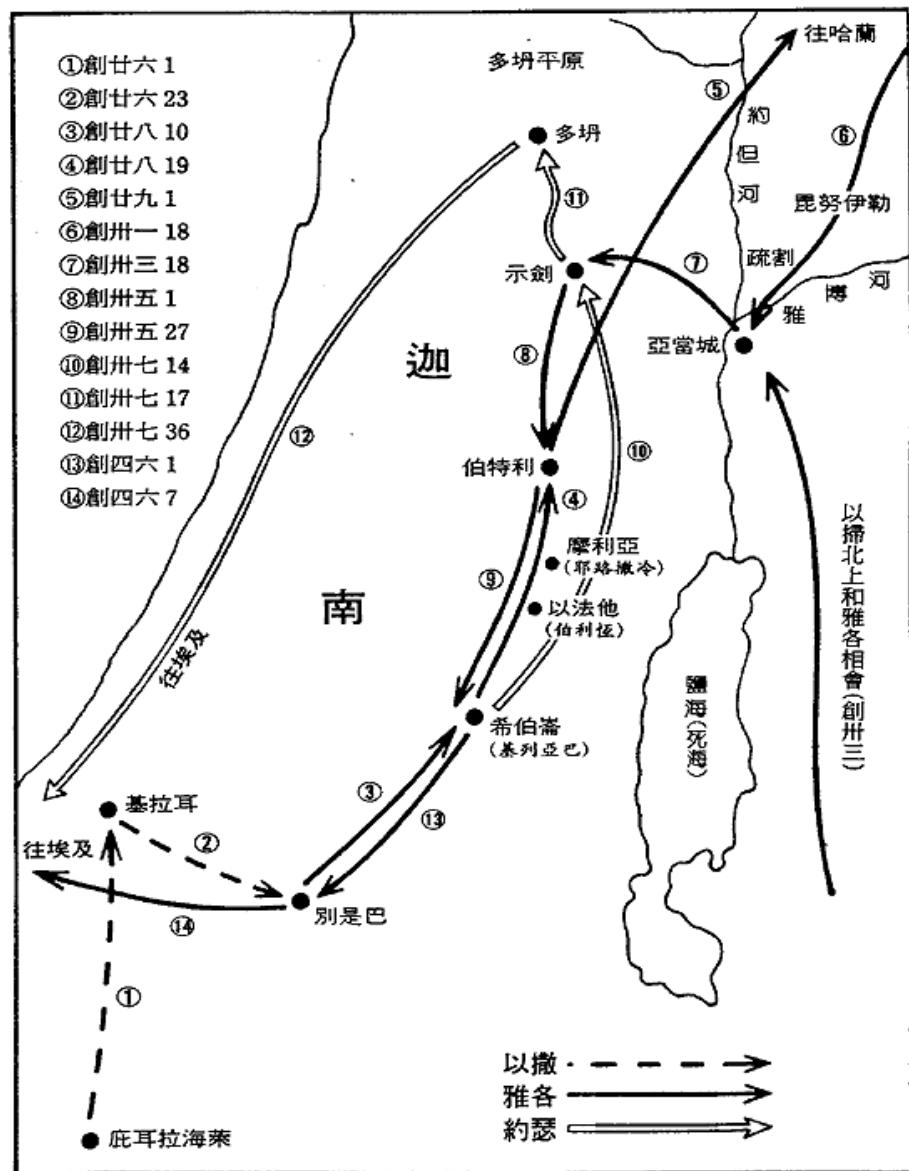 ①創廿六 1
②創廿六 23
③創廿八 10
④創廿八 19
⑤創廿九 1
⑥創卅一 18
⑦創卅三 18
⑧創卅五 1
⑨創卅五 27
⑩創卅七 14
⑪創卅七 17
⑫創卅七 36
⑬創四六 1
⑭創四六 7
往哈蘭
多坍平原
⑤
約但河
⑥
多坍
⑪
毘努伊勒
示劍
⑦
疏割
雅博河
亞當城
⑧
迦
⑫
⑩
伯特利
④
以掃北上和雅各相會(創卅三)
摩利亞
(耶路撒冷)
⑨
南
以法他
(伯利恆)
往埃及
鹽海(死海)
希伯崙
(基列亞巴)
③
基拉耳
⑬
②
往埃及
別是巴
⑭
①
以撒
雅各
約瑟
庇耳拉海萊